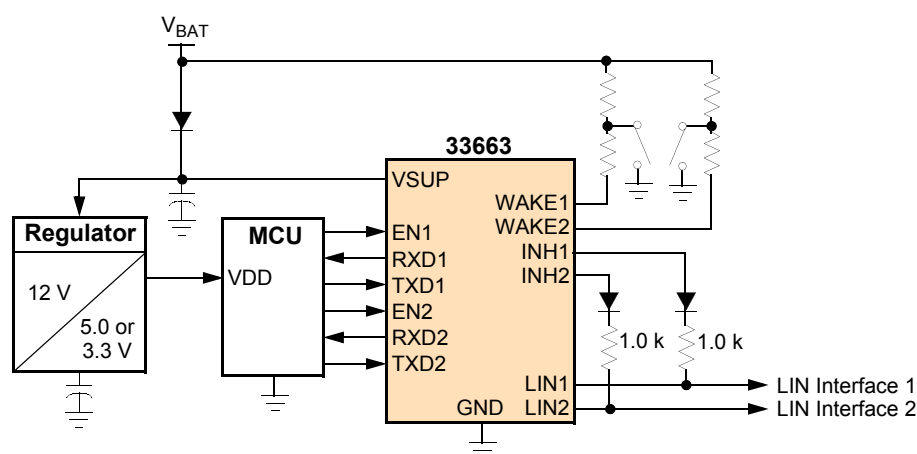 VBAT
33663
VSUP
WAKE1
WAKE2
INH1
INH2
Regulator
12 V
5.0 or
3.3 V
MCU
VDD
EN1
RXD1
TXD1
EN2
RXD2
TXD2
1.0 k
1.0 k
LIN1
LIN2
GND
LIN Interface 1
LIN Interface 2